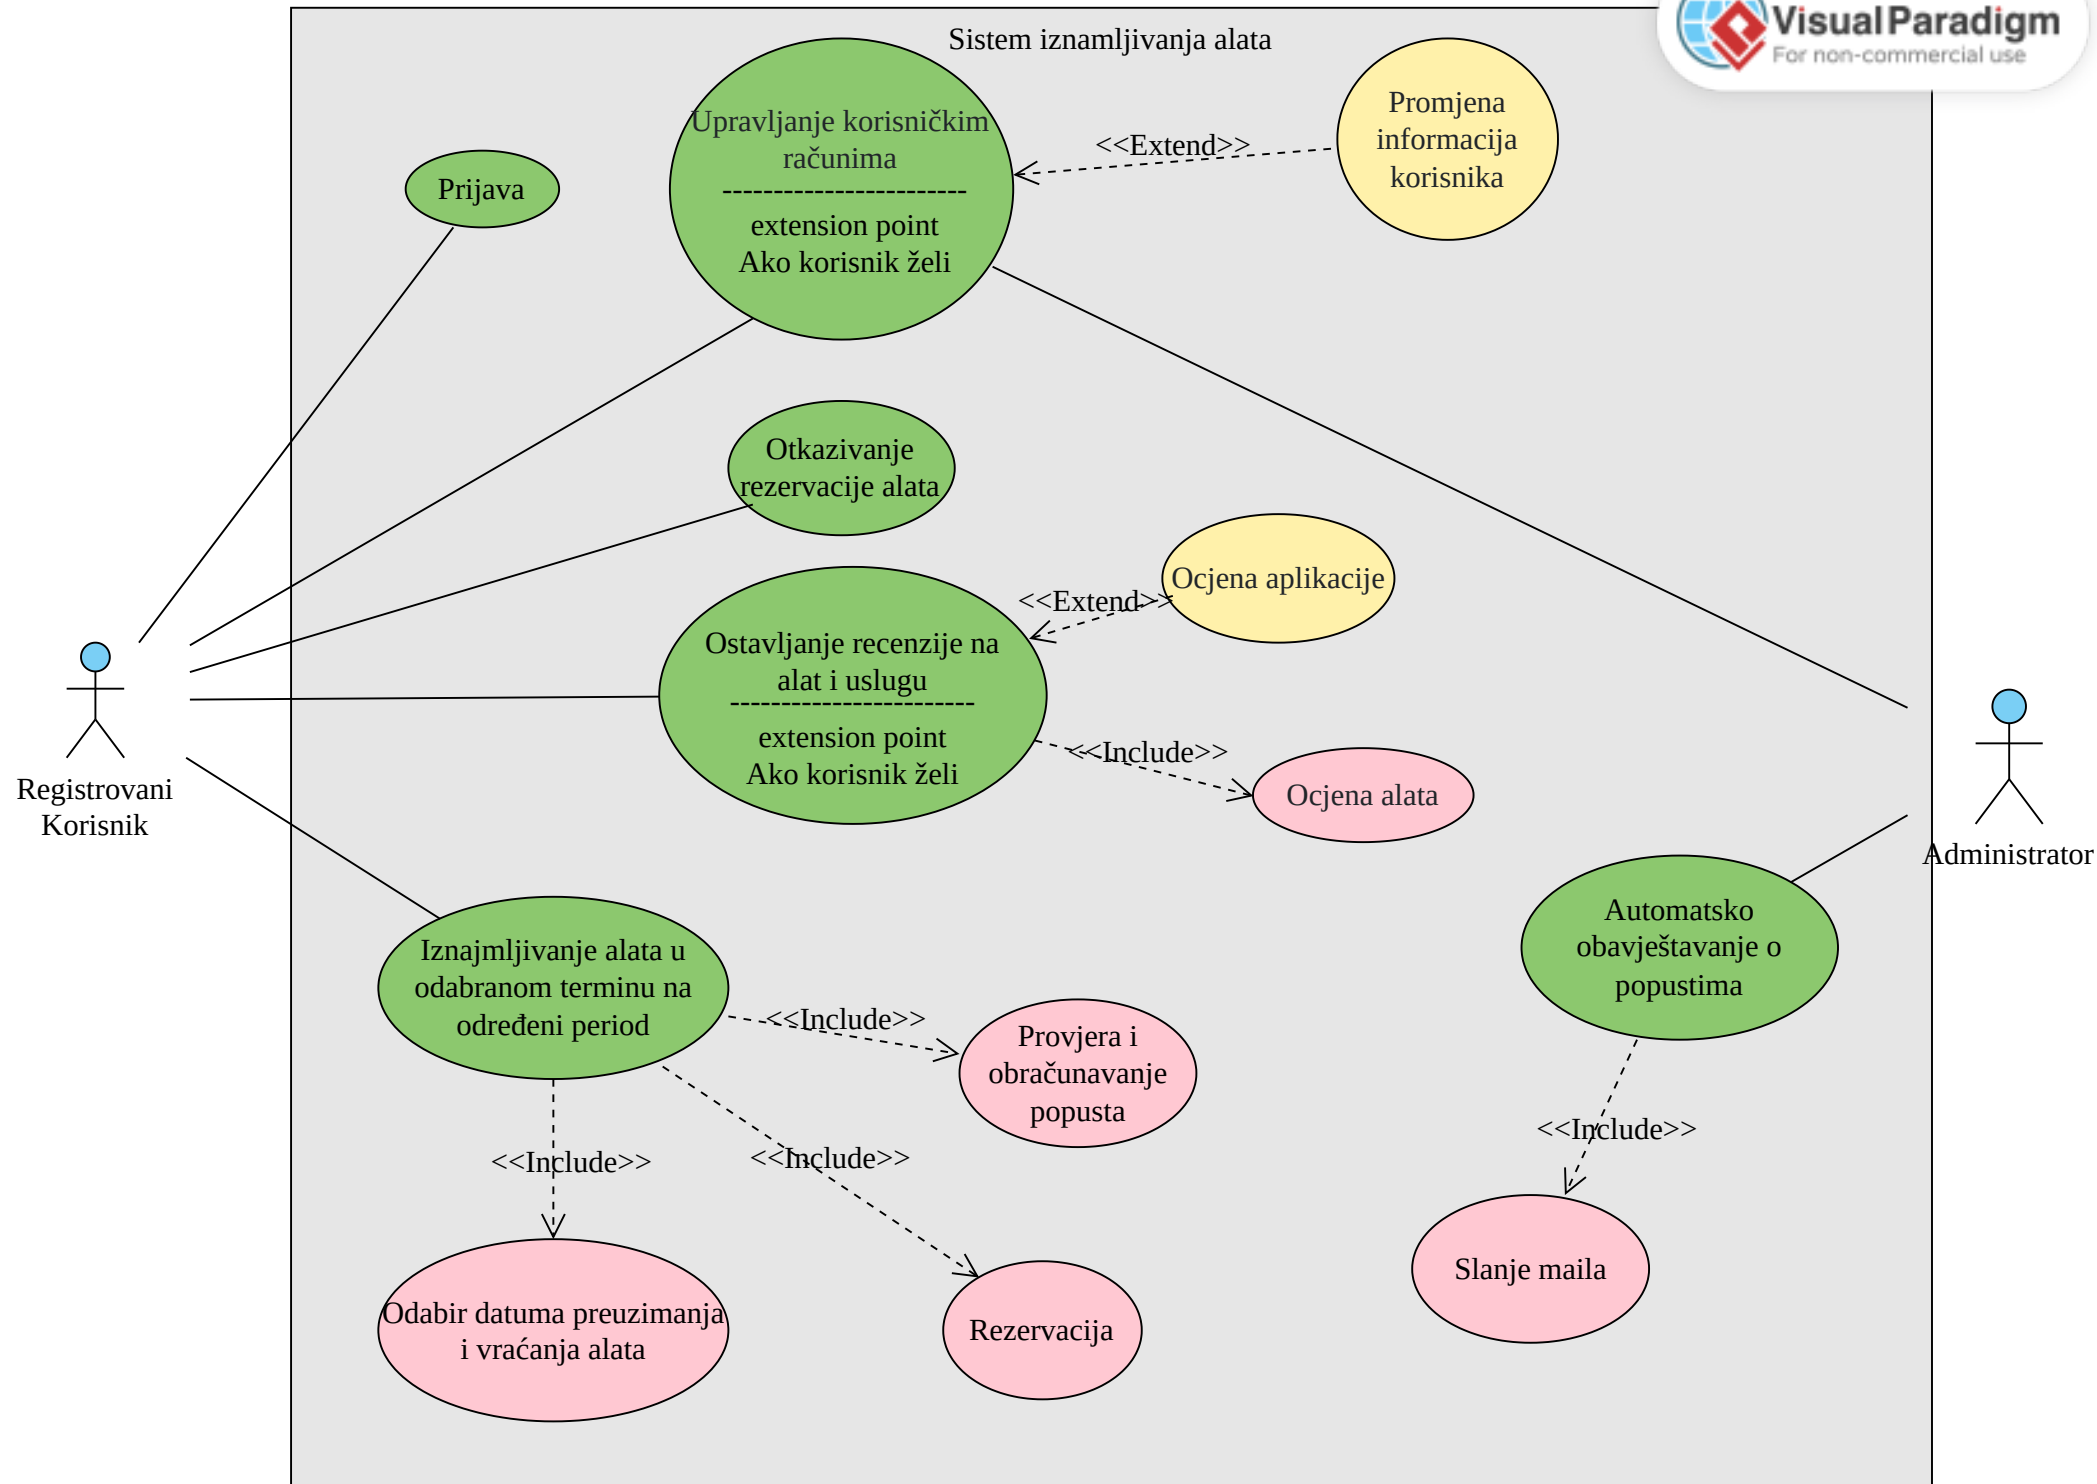 Visual Paradigm
For non-commercial use
Sistem iznamljivanja alata
Prijava
Upravljanje korisničkim
računima
------------------------
extension point
Ako korisnik želi
<<Extend>>
Promjena
informacija
korisnika
Otkazivanje
rezervacije alata
Ostavljanje recenzije na
alat i uslugu
------------------------
extension point
Ako korisnik želi
<<Extend>>
Ocjena aplikacije
<<Include>>
Ocjena alata
Registrovani
Korisnik
Administrator
Iznajmljivanje alata u
odabranom terminu na
određeni period
<<Include>>
Provjera i
obračunavanje
popusta
<<Include>>
Odabir datuma preuzimanja
i vraćanja alata
<<Include>>
Rezervacija
Automatsko
obavještavanje o
popustima
<<Include>>
Slanje maila